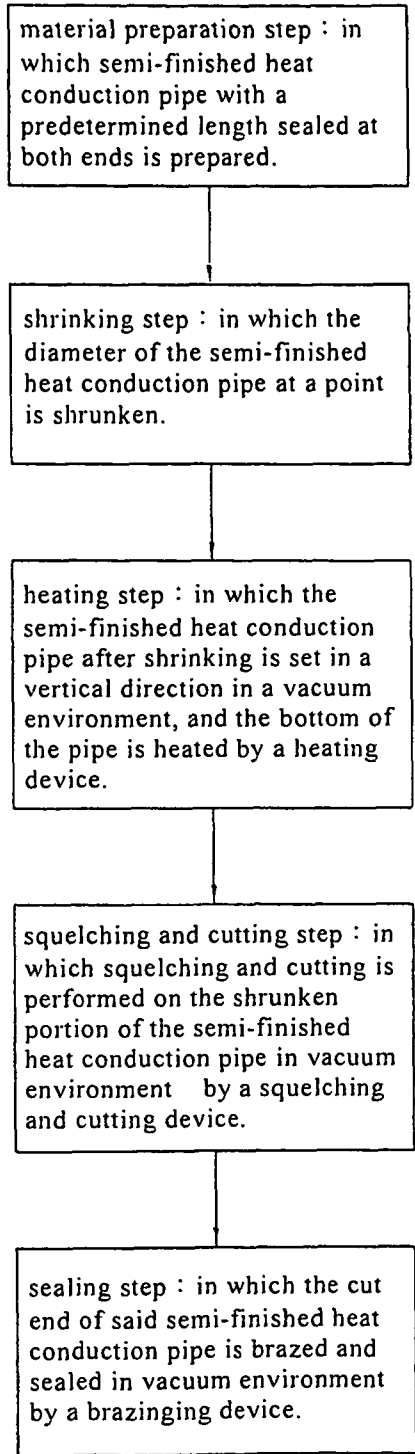 material preparation step : in
which semi-finished heat
conduction pipe with a
predetermined length sealed at
both ends is prepared.
shrinking step : in which the
diameter of the semi-finished
heat conduction pipe at a point
is shrunken.
heating step : in which the
semi-finished heat conduction
pipe after shrinking is set in a
vertical direction in a vacuum
environment, and the bottom of
the pipe is heated by a heating
device.
squelching and cutting step : in
which squelching and cutting is
performed on the shrunken
portion of the semi-finished
heat conduction pipe in vacuum
environment by a squelching
and cutting device.
sealing step : in which the cut
end of said semi-finished heat
conduction pipe is brazed and
sealed in vacuum environment
by a brazinging device.